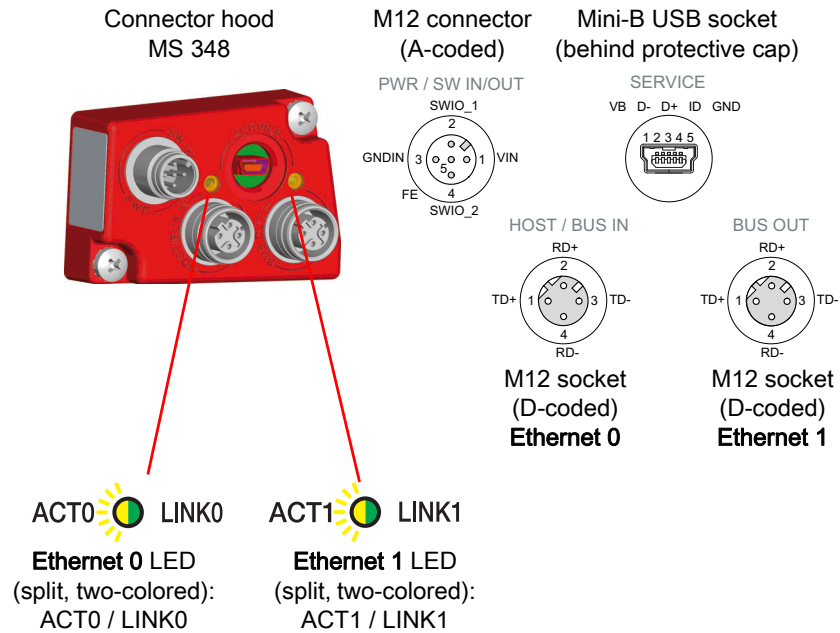 Connector hood
MS 348
M12 connector
(A-coded)
Mini-B USB socket
(behind protective cap)
PWR / SW IN/OUT
SWIO_1
2
GNDIN 3 1 VIN
5
FE 4
SWIO_2
SERVICE
VB D- D+ ID GND
1 2 3 4 5
HOST / BUS IN
RD+
2
TD+ 1 3 TD-
4
RD-
M12 socket
(D-coded)
Ethernet 0
BUS OUT
RD+
2
TD+ 1 3 TD-
4
RD-
M12 socket
(D-coded)
Ethernet 1
SERVICE
PWR
ACT0 LINK0
Ethernet 0 LED
(split, two-colored):
ACT0 / LINK0
ACT1 LINK1
Ethernet 1 LED
(split, two-colored):
ACT1 / LINK1